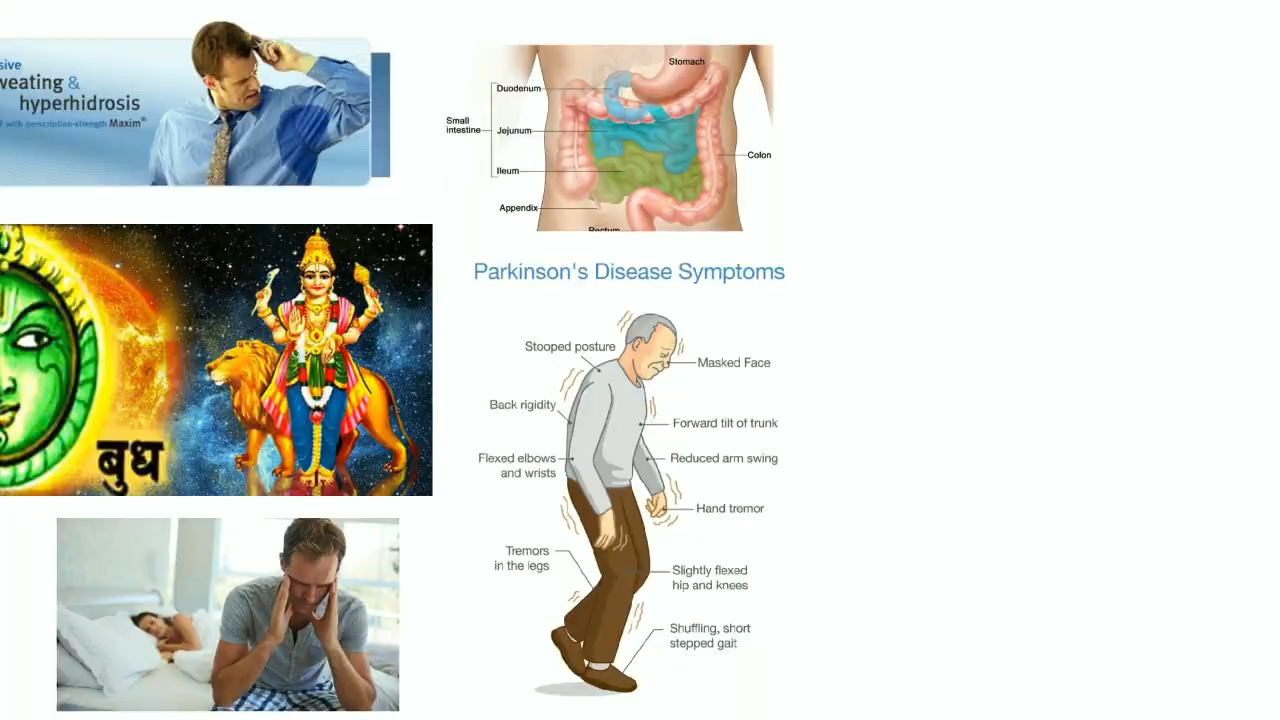 sive
weating &
hyperhidrosis
with perscription-strength Maxim®
Stomach
Duodenum
Small
intestine
Jejunum
Colon
Ileum
Appendix
Rectum
बुध
Parkinson's Disease Symptoms
Stooped posture
Masked Face
Back rigidity
Forward tilt of trunk
Flexed elbows
and wrists
Reduced arm swing
Hand tremor
Tremors
in the legs
Slightly flexed
hip and knees
Shuffling, short
stepped gait